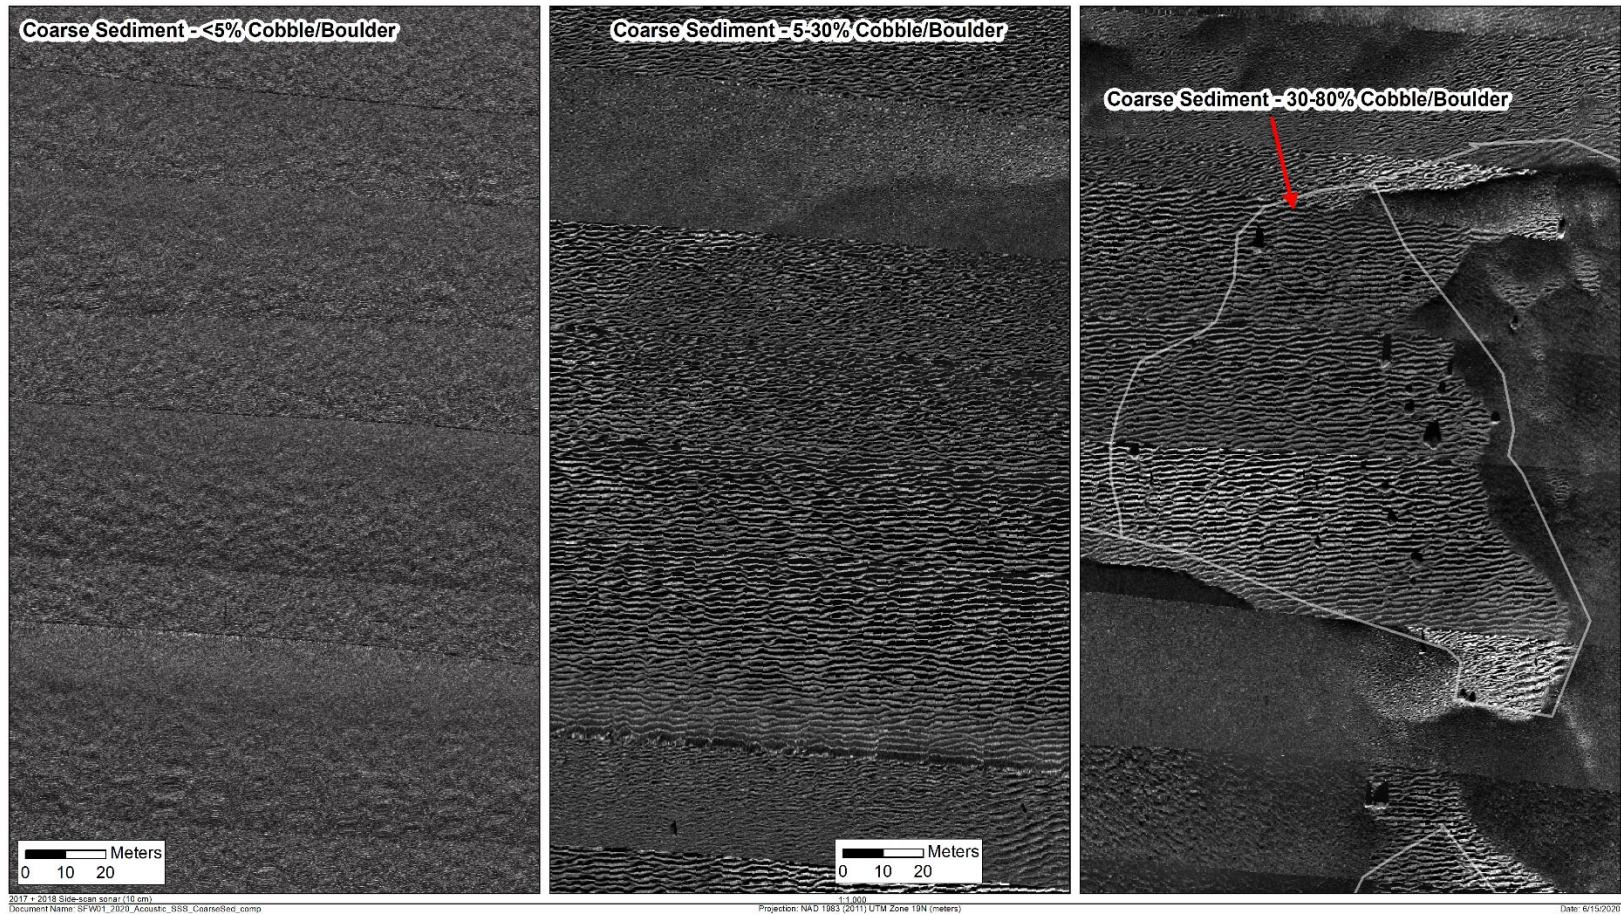 Coarse Sediment - <5% Cobble/Boulder
Coarse Sediment - 5-30% Cobble/Boulder
Coarse Sediment - 30-80% Cobble/Boulder
Meters
0 10 20
Meters
0 10 20
2017 + 2018 Side-scan sonar (10 cm)
1:1,000
Document Name: SFW01_2020_Acoustic_SSS_CoarseSed_comp
Projection: NAD 1983 (2011) UTM Zone 19N (meters)
Date: 6/15/2020